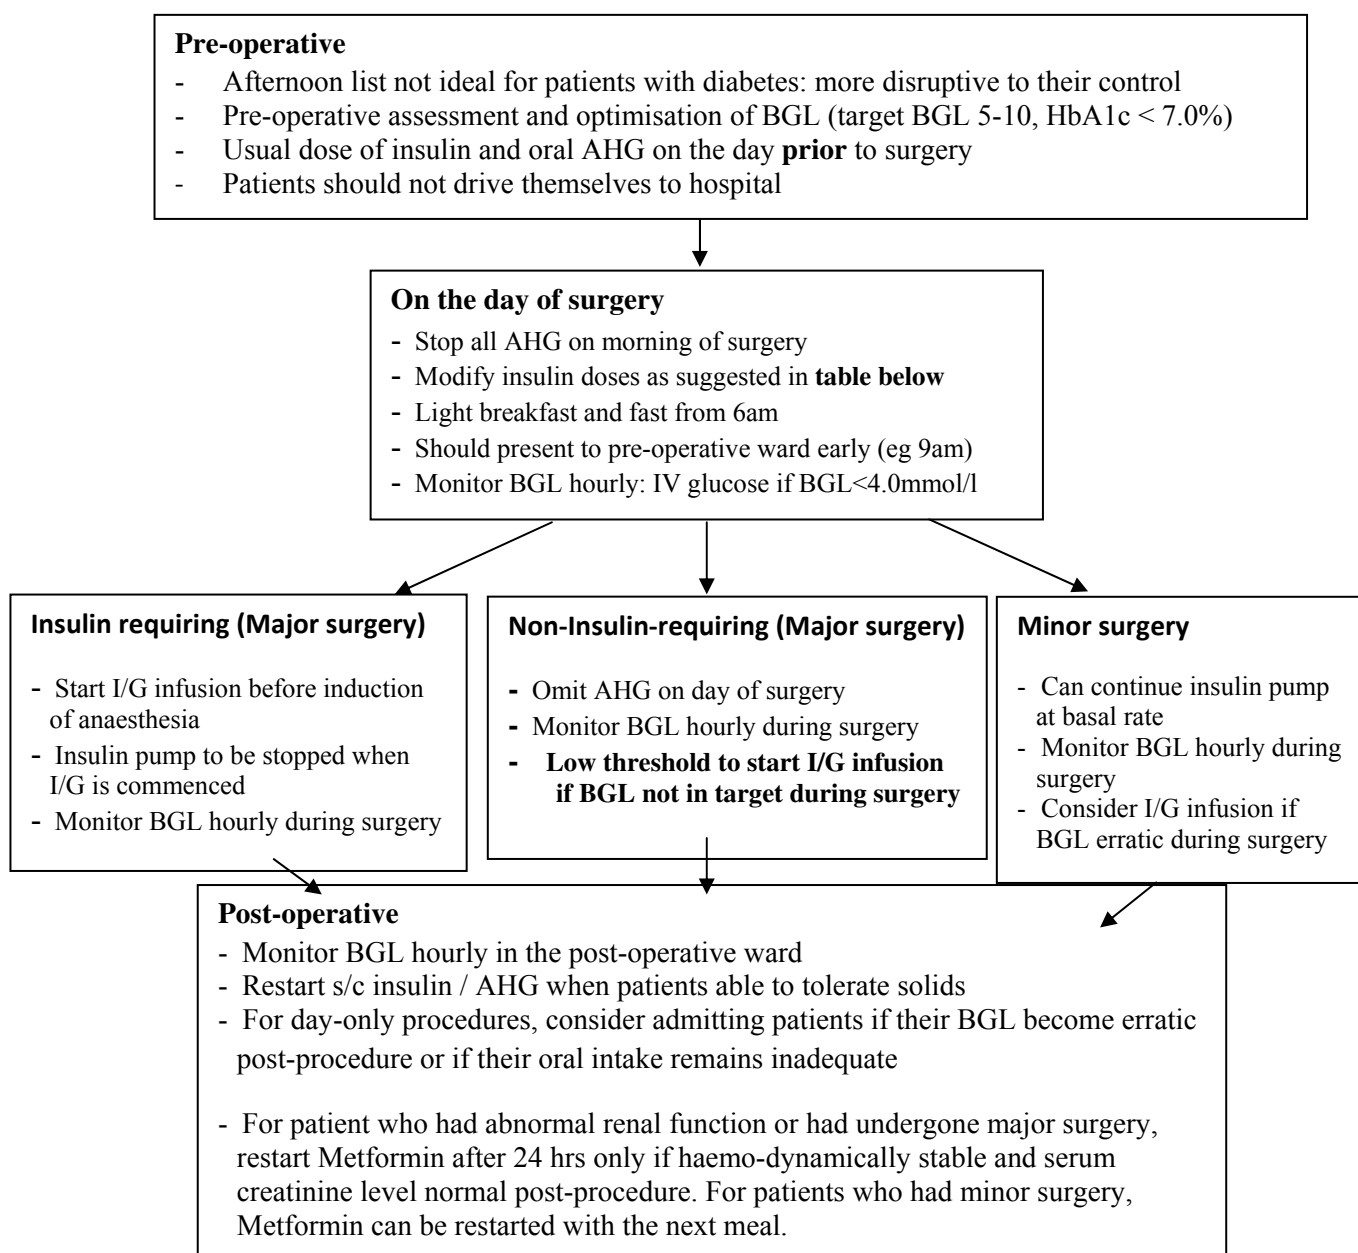 Pre-operative
- Afternoon list not ideal for patients with diabetes: more disruptive to their control
- Pre-operative assessment and optimisation of BGL (target BGL 5-10, HbA1c < 7.0%)
- Usual dose of insulin and oral AHG on the day prior to surgery
- Patients should not drive themselves to hospital
On the day of surgery
- Stop all AHG on morning of surgery
- Modify insulin doses as suggested in table below
- Light breakfast and fast from 6am
- Should present to pre-operative ward early (eg 9am)
- Monitor BGL hourly: IV glucose if BGL<4.0mmol/l
Insulin requiring (Major surgery)
- Start I/G infusion before induction
of anaesthesia
- Insulin pump to be stopped when
I/G is commenced
- Monitor BGL hourly during surgery
Non-Insulin-requiring (Major surgery)
- Omit AHG on day of surgery
- Monitor BGL hourly during surgery
- Low threshold to start I/G infusion
if BGL not in target during surgery
Minor surgery
- Can continue insulin pump
at basal rate
- Monitor BGL hourly during
surgery
- Consider I/G infusion if
BGL erratic during surgery
Post-operative
- Monitor BGL hourly in the post-operative ward
- Restart s/c insulin / AHG when patients able to tolerate solids
- For day-only procedures, consider admitting patients if their BGL become erratic
post-procedure or if their oral intake remains inadequate
- For patient who had abnormal renal function or had undergone major surgery,
restart Metformin after 24 hrs only if haemo-dynamically stable and serum
creatinine level normal post-procedure. For patients who had minor surgery,
Metformin can be restarted with the next meal.